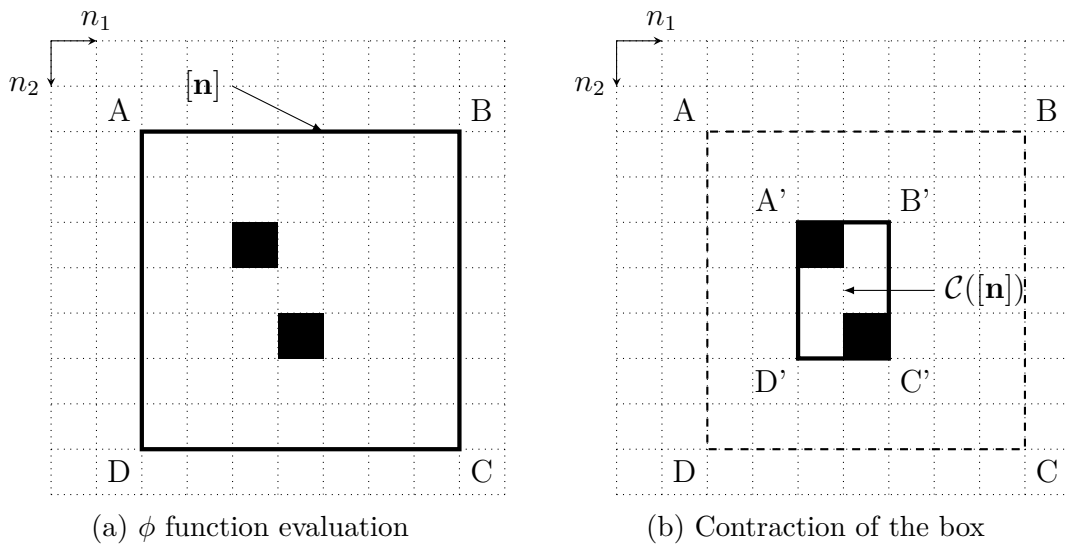 n₁
n₂
[n]
A
B
D
C
(a) ϕ function evaluation
n₁
n₂
A
B
A'
B'
𝒞([n])
D'
C'
D
C
(b) Contraction of the box